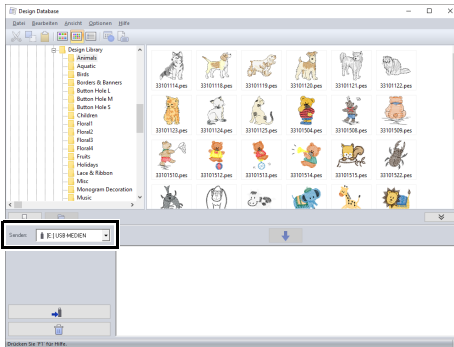 Design Database
Datei Bearbeiten Ansicht Optionen Hilfe
Design Library
Animals
Aquatic
Birds
Borders & Banners
Button Hole L
Button Hole M
Button Hole S
Children
Floral1
Floral2
Floral3
Floral4
Fruits
Holidays
Lace & Ribbon
Misc
Monogram Decoration
Music
33101114.pes 33101118.pes 33101119.pes 33101120.pes 33101121.pes 33101122.pes
33101123.pes 33101124.pes 33101125.pes 33101504.pes 33101508.pes 33101509.pes
33101510.pes 33101512.pes 33101513.pes 33101514.pes 33101515.pes 33101522.pes
Senden: [E:] USB-MEDIEN
Drücken Sie 'F1' für Hilfe.